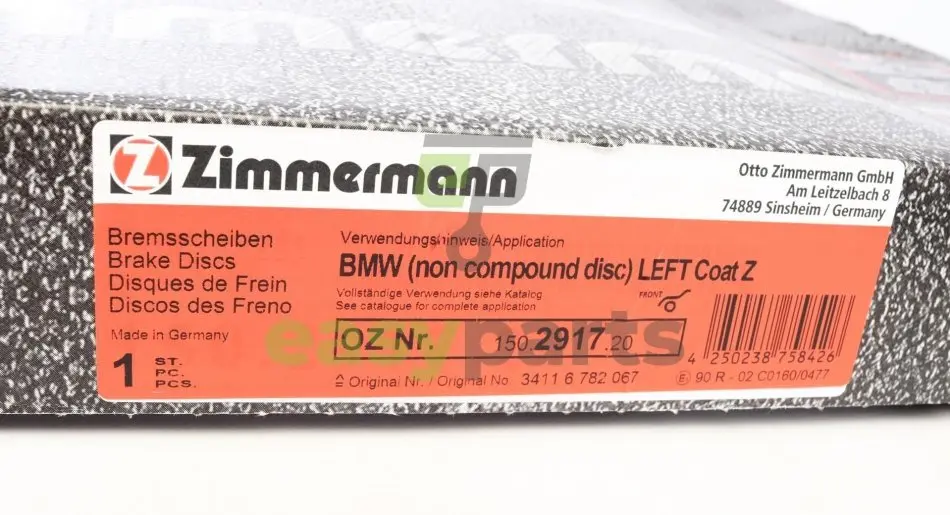 Z Zimmermann
Otto Zimmermann GmbH
Am Leitzelbach 8
74889 Sinsheim / Germany
Bremsscheiben
Brake Discs
Disques de Frein
Discos des Freno
Made in Germany
1 ST.
PC.
PCS.
Verwendungshinweis/Application
BMW (non compound disc) LEFT Coat Z
Vollständige Verwendung siehe Katalog
See catalogue for complete application
FRONT
OZ Nr. 150.2917.20
Original Nr. / Original No. 3411 6 782 067
4 250238 758426
E 90 R - 02 C0160/0477
easyparts